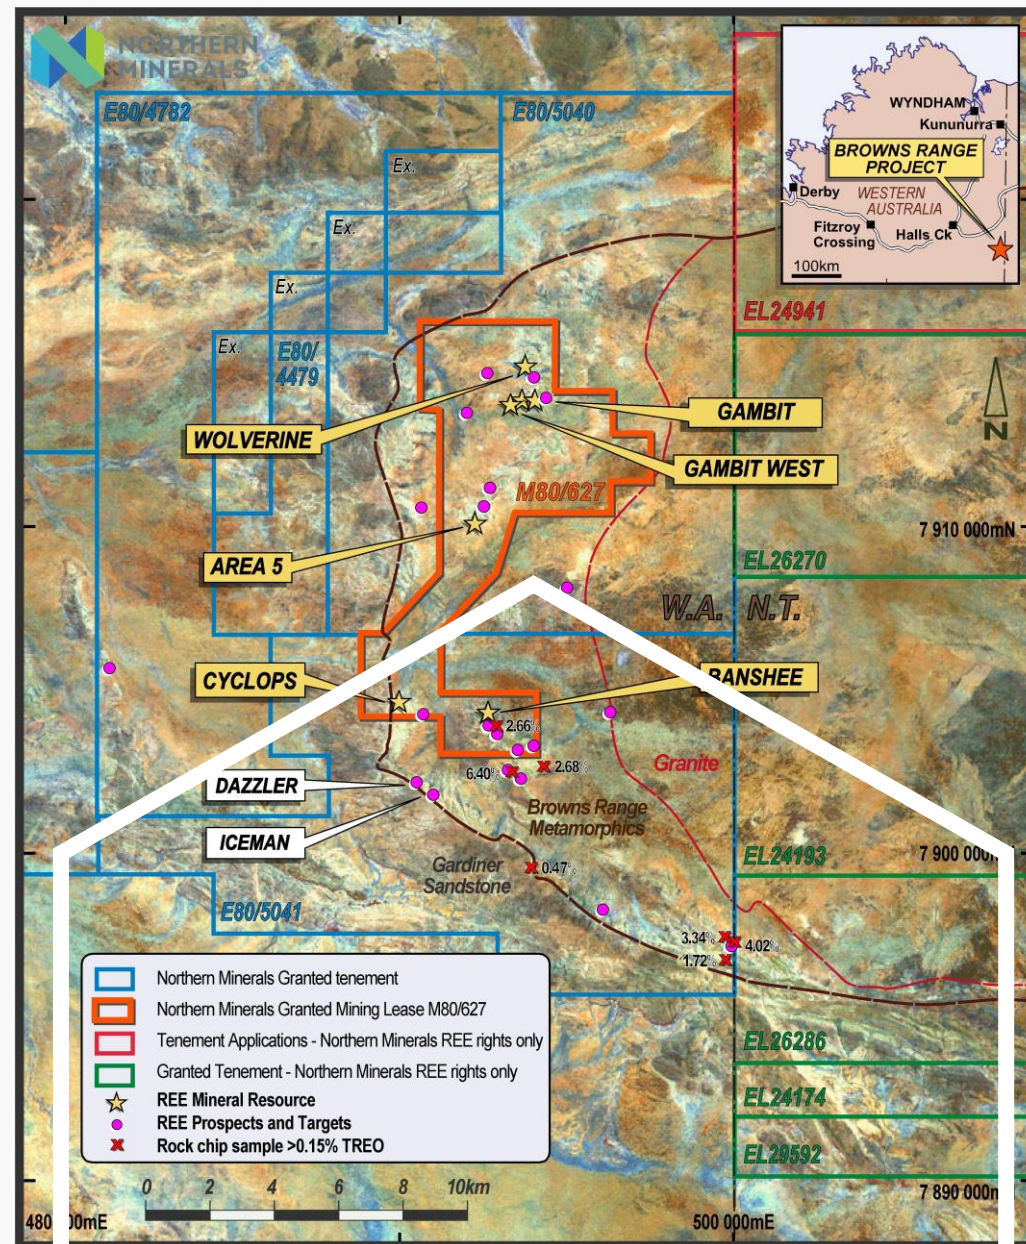 NORTHERN
MINERALS
E80/4782
E80/5040
Ex.
Ex.
Ex.
Ex.
E80/
4479
WYNDHAM
Kununurra
BROWNS RANGE
PROJECT
Derby
WESTERN
AUSTRALIA
Fitzroy
Crossing
Halls Ck
100km
EL24941
N
WOLVERINE
GAMBIT
GAMBIT WEST
M80/627
7 910 000mN
AREA 5
EL26270
W.A.
N.T.
CYCLOPS
BANSHEE
2.66%
6.40%
2.68%
Granite
DAZZLER
ICEMAN
Browns Range
Metamorphics
Gardiner
Sandstone
0.47%
EL24193
7 900 000mN
E80/5041
3.34%
4.02%
1.72%
Northern Minerals Granted tenement
Northern Minerals Granted Mining Lease M80/627
Tenement Applications - Northern Minerals REE rights only
Granted Tenement - Northern Minerals REE rights only
REE Mineral Resource
REE Prospects and Targets
Rock chip sample >0.15% TREO
EL26286
EL24174
EL29592
0 2 4 6 8 10km
7 890 000mN
500 000mE